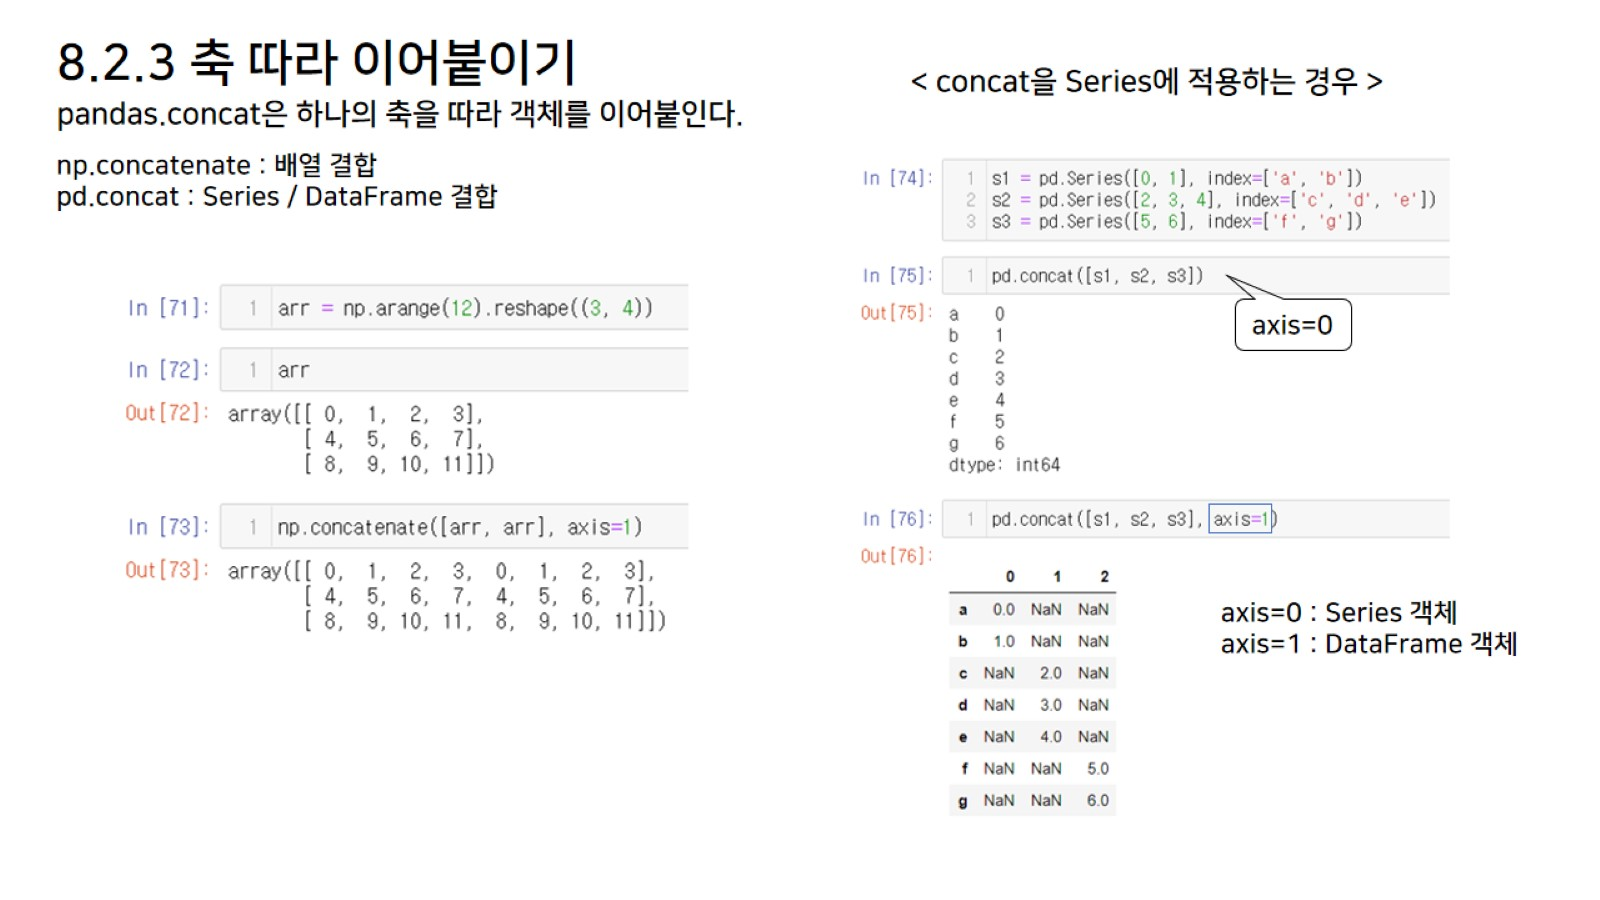 8.2.3 축 따라 이어붙이기
pandas.concat은 하나의 축을 따라 객체를 이어붙인다.
np.concatenate : 배열 결합
pd.concat : Series / DataFrame 결합
In [71]: 1 arr = np.arange(12).reshape((3, 4))
In [72]: 1 arr
Out[72]: array([[ 0, 1, 2, 3],
[ 4, 5, 6, 7],
[ 8, 9, 10, 11]])
In [73]: 1 np.concatenate([arr, arr], axis=1)
Out[73]: array([[ 0, 1, 2, 3, 0, 1, 2, 3],
[ 4, 5, 6, 7, 4, 5, 6, 7],
[ 8, 9, 10, 11, 8, 9, 10, 11]])
< concat을 Series에 적용하는 경우 >
In [74]: 1 s1 = pd.Series([0, 1], index=['a', 'b'])
2 s2 = pd.Series([2, 3, 4], index=['c', 'd', 'e'])
3 s3 = pd.Series([5, 6], index=['f', 'g'])
In [75]: 1 pd.concat([s1, s2, s3])
axis=0
Out[75]: a 0
b 1
c 2
d 3
e 4
f 5
g 6
dtype: int64
In [76]: 1 pd.concat([s1, s2, s3], axis=1)
Out[76]:
0 1 2
a 0.0 NaN NaN
b 1.0 NaN NaN
c NaN 2.0 NaN
d NaN 3.0 NaN
e NaN 4.0 NaN
f NaN NaN 5.0
g NaN NaN 6.0
axis=0 : Series 객체
axis=1 : DataFrame 객체